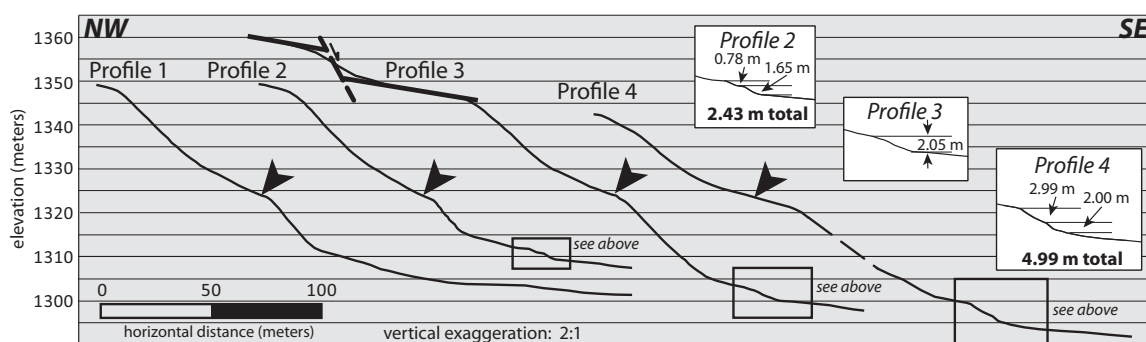 NW
SE
1360
1350
1340
1330
1320
1310
1300
elevation (meters)
Profile 1
Profile 2
Profile 3
Profile 4
Profile 2
0.78 m
1.65 m
2.43 m total
Profile 3
2.05 m
Profile 4
2.99 m
2.00 m
4.99 m total
see above
see above
see above
0 50 100
horizontal distance (meters)
vertical exaggeration: 2:1